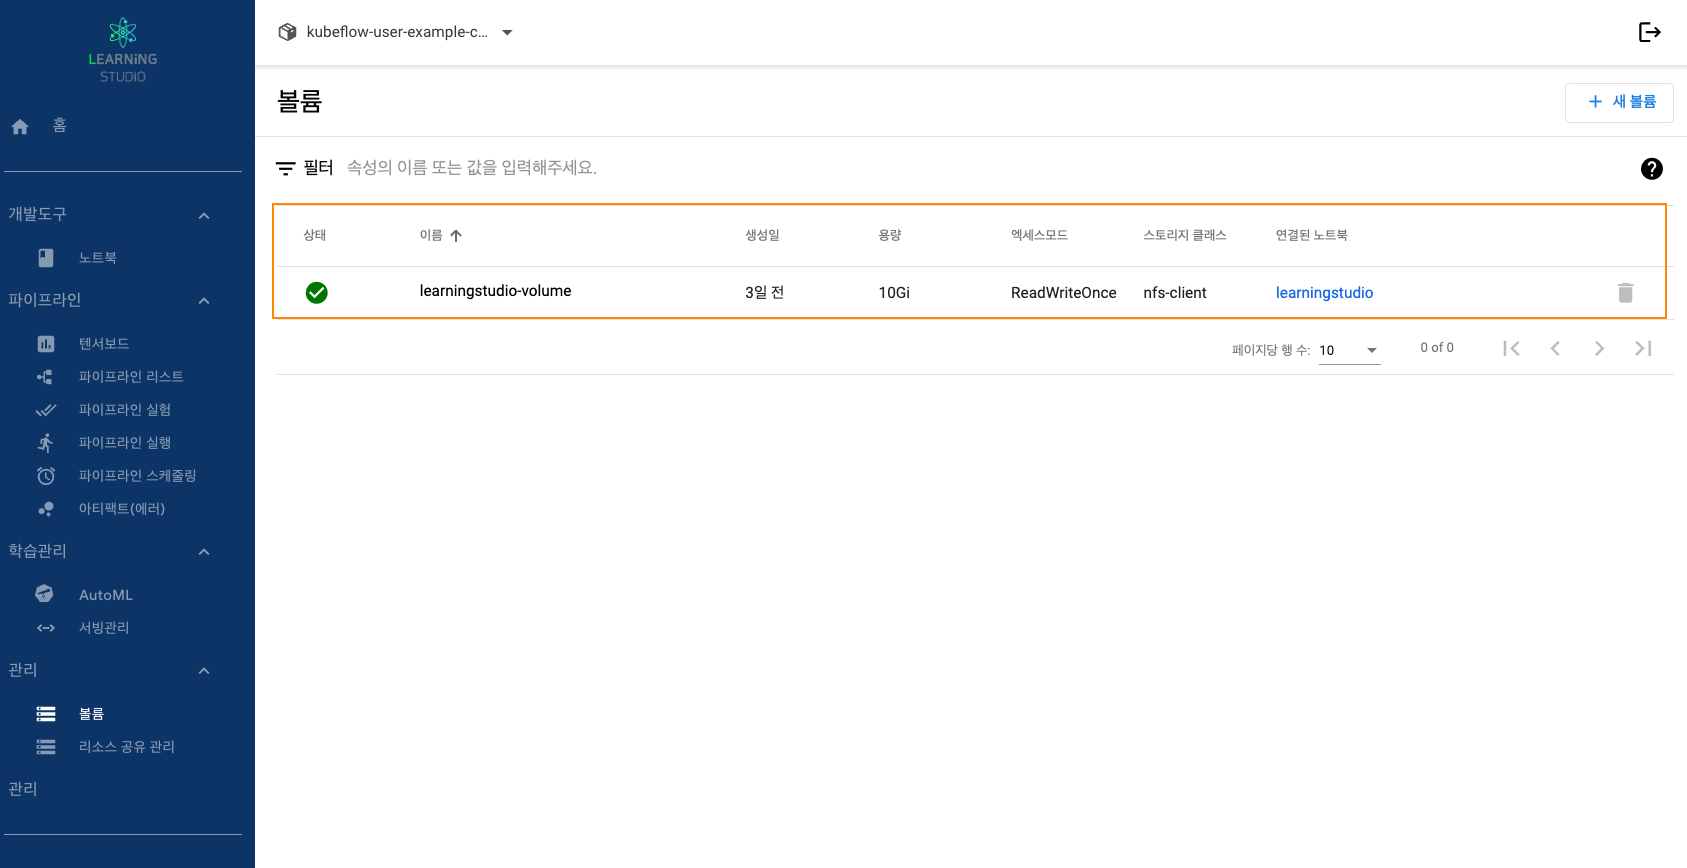 LEARNiNG
STUDiO
홈
개발도구
노트북
파이프라인
텐서보드
파이프라인 리스트
파이프라인 실험
파이프라인 실행
파이프라인 스케줄링
아티팩트(에러)
학습관리
AutoML
서빙관리
관리
볼륨
리소스 공유 관리
관리
kubeflow-user-example-c...
볼륨
새 볼륨
필터 속성의 이름 또는 값을 입력해주세요.
상태 이름 생성일 용량 엑세스모드 스토리지 클래스 연결된 노트북
learningstudio-volume 3일 전 10Gi ReadWriteOnce nfs-client learningstudio
페이지당 행 수: 10 0 of 0